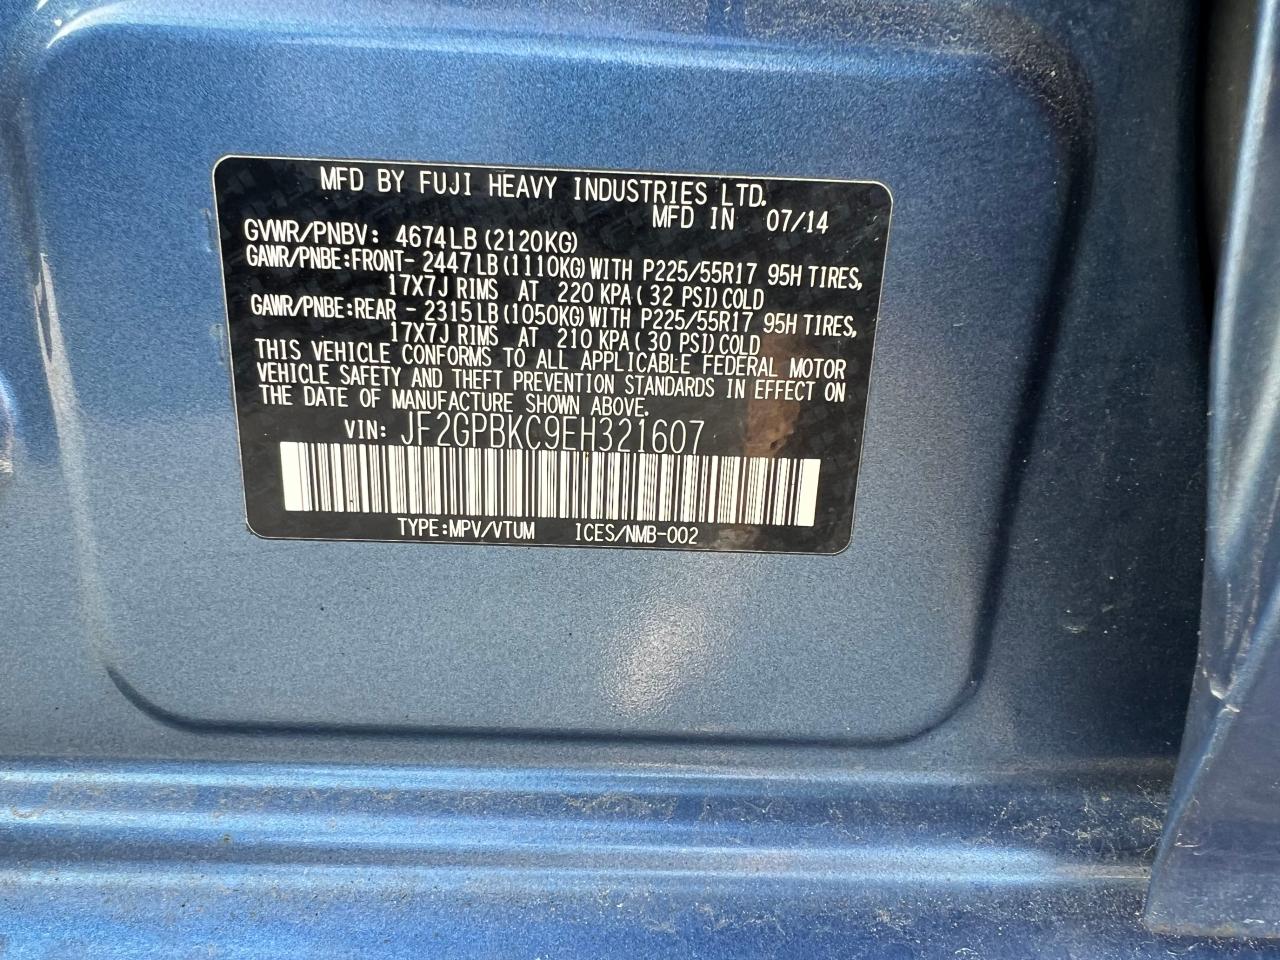 MFD BY FUJI HEAVY INDUSTRIES LTD.
MFD IN 07/14
GVWR/PNBV: 4674LB(2120KG)
GAWR/PNBE:FRONT- 2447LB(1110KG)WITH P225/55R17 95H TIRES,
17X7J RIMS AT 220 KPA(32 PSI)COLD
GAWR/PNBE:REAR - 2315LB(1050KG)WITH P225/55R17 95H TIRES,
17X7J RIMS AT 210 KPA(30 PSI)COLD
THIS VEHICLE CONFORMS TO ALL APPLICABLE FEDERAL MOTOR
VEHICLE SAFETY AND THEFT PREVENTION STANDARDS IN EFFECT ON
THE DATE OF MANUFACTURE SHOWN ABOVE.
VIN: JF2GPBKC9EH321607
TYPE:MPV/VTUM ICES/NMB-002